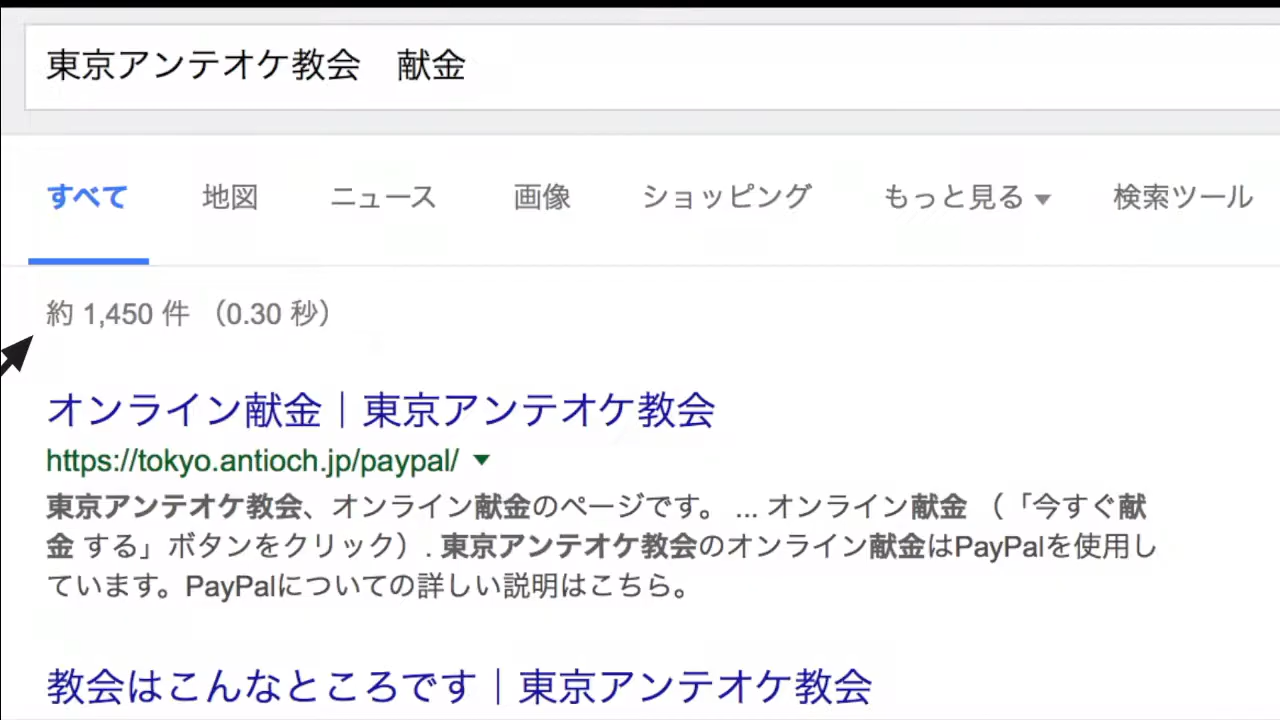 東京アンテオケ教会　献金
すべて 地図 ニュース 画像 ショッピング もっと見る 検索ツール
約 1,450 件 （0.30 秒）
オンライン献金｜東京アンテオケ教会
https://tokyo.antioch.jp/paypal/
東京アンテオケ教会、オンライン献金のページです。 ... オンライン献金 （「今すぐ献
金 する」ボタンをクリック）. 東京アンテオケ教会のオンライン献金はPayPalを使用し
ています。PayPalについての詳しい説明はこちら。
教会はこんなところです｜東京アンテオケ教会